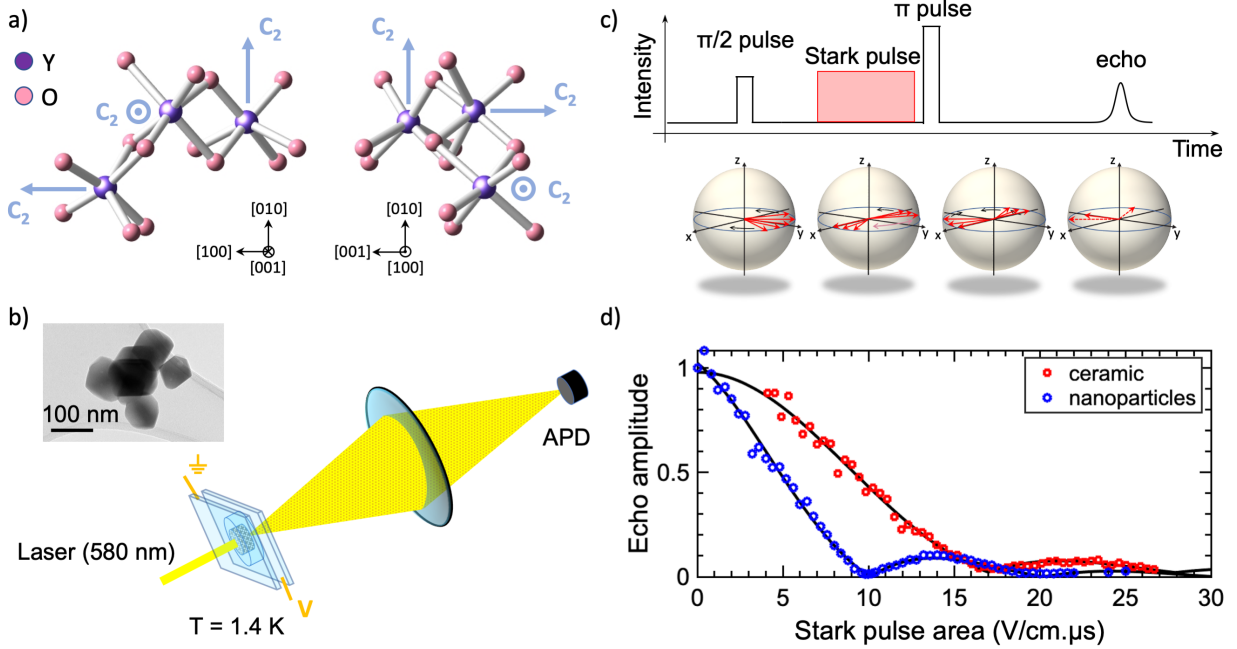 a)
Y
O
C₂
C₂
C₂
[010]
[100]
[001]
C₂
C₂
C₂
[010]
[001]
[100]
b)
100 nm
APD
Laser (580 nm)
V
T = 1.4 K
c)
Intensity
π/2 pulse
Stark pulse
π pulse
echo
Time
z
x
y
z
x
y
z
x
y
z
x
y
d)
Echo amplitude
1
0.5
0
ceramic
nanoparticles
0 5 10 15 20 25 30
Stark pulse area (V/cm.μs)